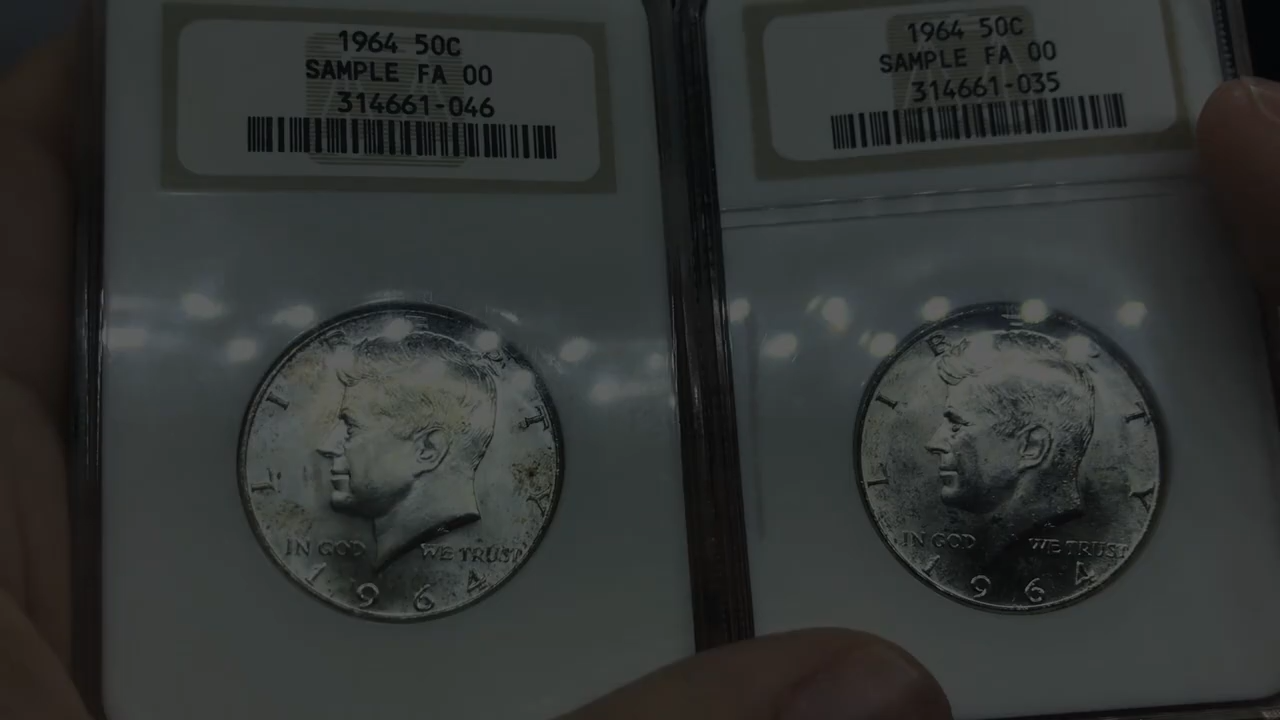 1964 50C
SAMPLE FA 00
314661-046
1964 50C
SAMPLE FA 00
314661-035
LIBERTY
IN GOD WE TRUST
1964
LIBERTY
IN GOD WE TRUST
1964